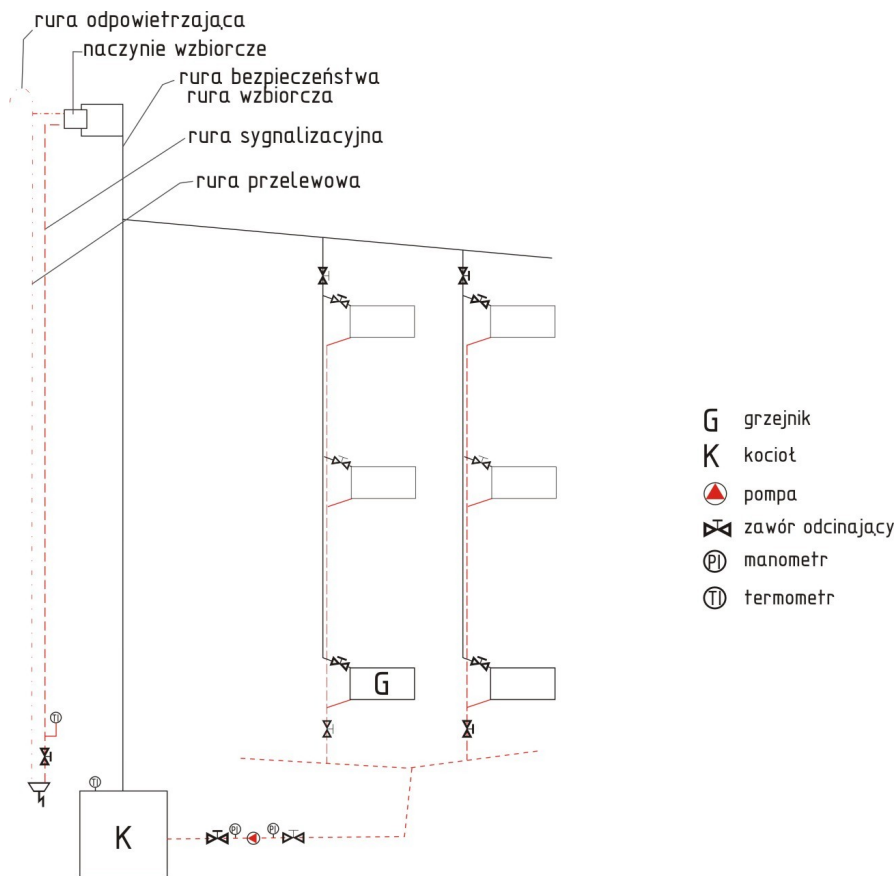 rura odpowietrzająca
naczynie wzbiorcze
rura bezpieczeństwa
rura wzbiorcza
rura sygnalizacyjna
rura przelewowa
G grzejnik
K kocioł
pompa
zawór odcinający
PI manometr
TI termometr
G
TI
TI
K
PI
PI